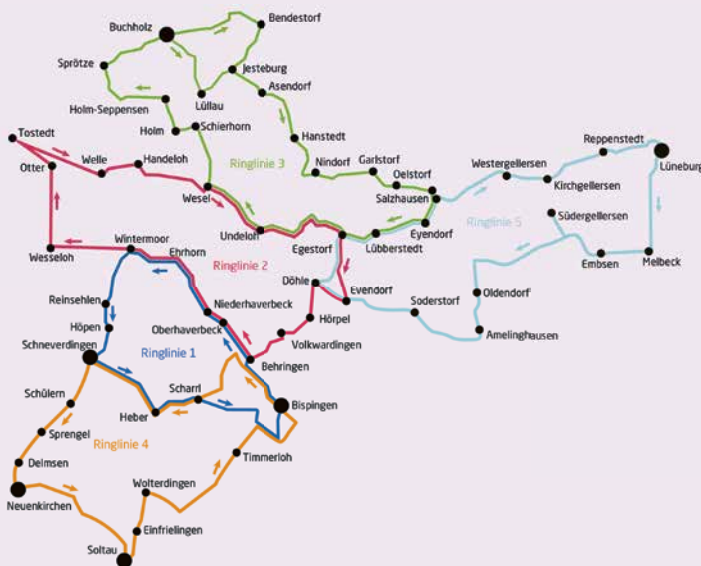 Buchholz
Bendestorf
Sprötze
Jesteburg
Asendorf
Holm-Seppensen
Lüllau
Tostedt
Holm
Schierhorn
Hanstedt
Reppenstedt
Otter
Welle
Handeloh
Ringlinie 3
Nindorf
Garlstorf
Oelstorf
Westergellersen
Lüneburg
Wesel
Salzhausen
Kirchgellersen
Südergellersen
Undeloh
Egestorf
Lübberstedt
Eyendorf
Ringlinie 5
Wintermoor
Ehrhorn
Wesseloh
Ringlinie 2
Embsen
Melbeck
Döhle
Evendorf
Oldendorf
Reinsehlen
Niederhaverbeck
Soderstorf
Höpen
Oberhaverbeck
Hörpel
Amelinghausen
Schneverdingen
Ringlinie 1
Volkwardingen
Behringen
Schülern
Scharrl
Bispingen
Heber
Sprengel
Ringlinie 4
Timmerloh
Delmsen
Wolterdingen
Neuenkirchen
Einfrielingen
Soltau